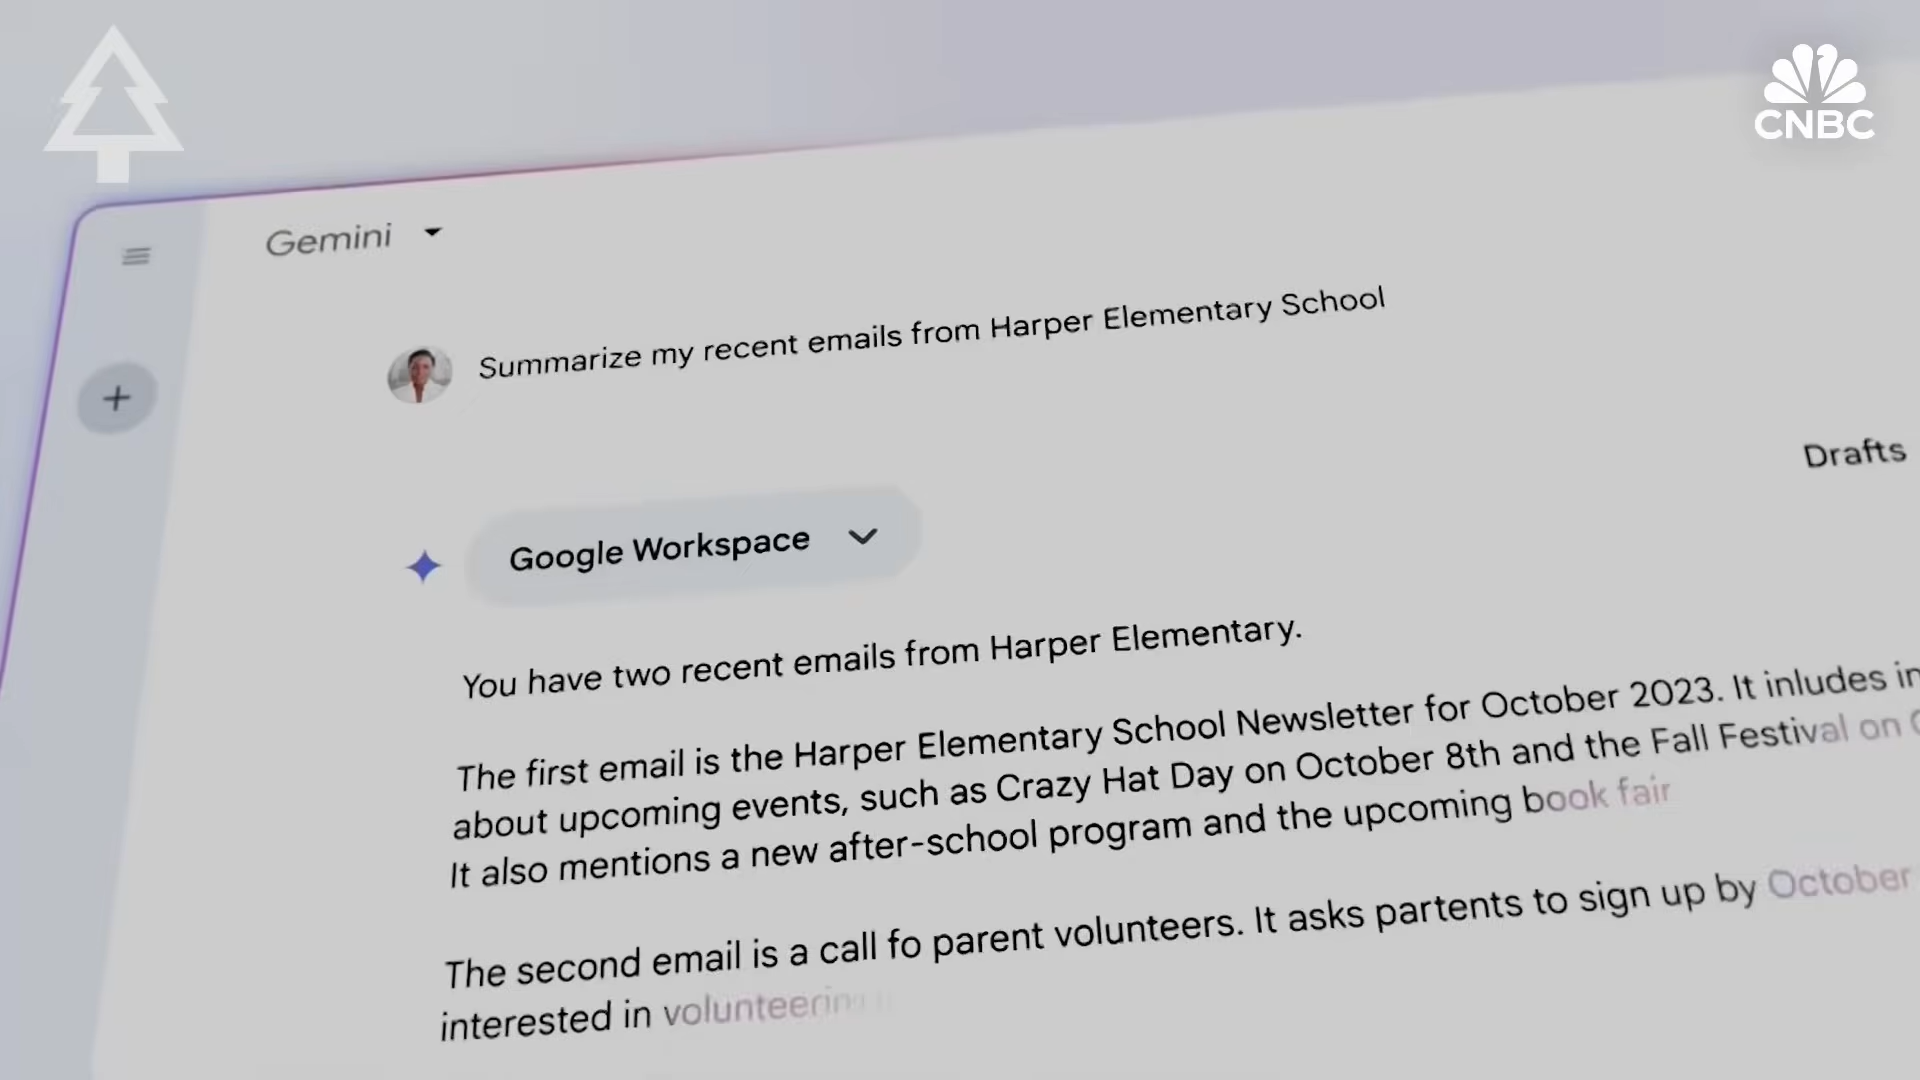 CNBC
Gemini
Summarize my recent emails from Harper Elementary School
Drafts
Google Workspace
You have two recent emails from Harper Elementary.
The first email is the Harper Elementary School Newsletter for October 2023. It inludes
about upcoming events, such as Crazy Hat Day on October 8th and the Fall Festival on
It also mentions a new after-school program and the upcoming book fair
The second email is a call fo parent volunteers. It asks partents to sign up by October
interested in volunteering